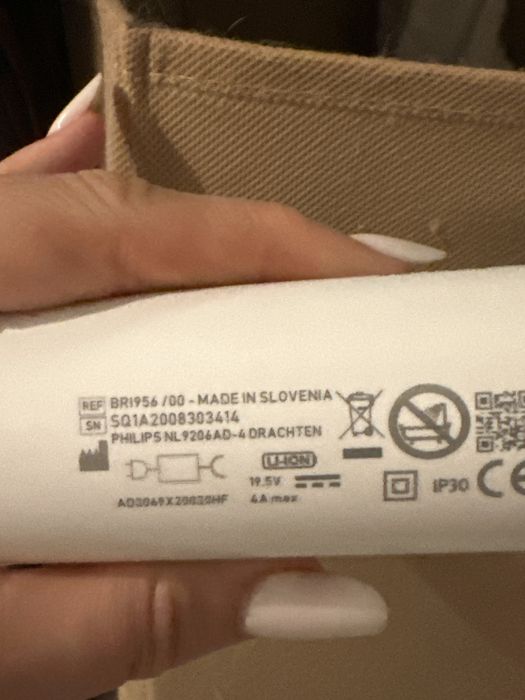 REF BRI956 /00 - MADE IN SLOVENIA
SN SQ1A2008303414
PHILIPS NL9206AD-4 DRACHTEN
LI-ION
19.5V
4A max
IP30
CE